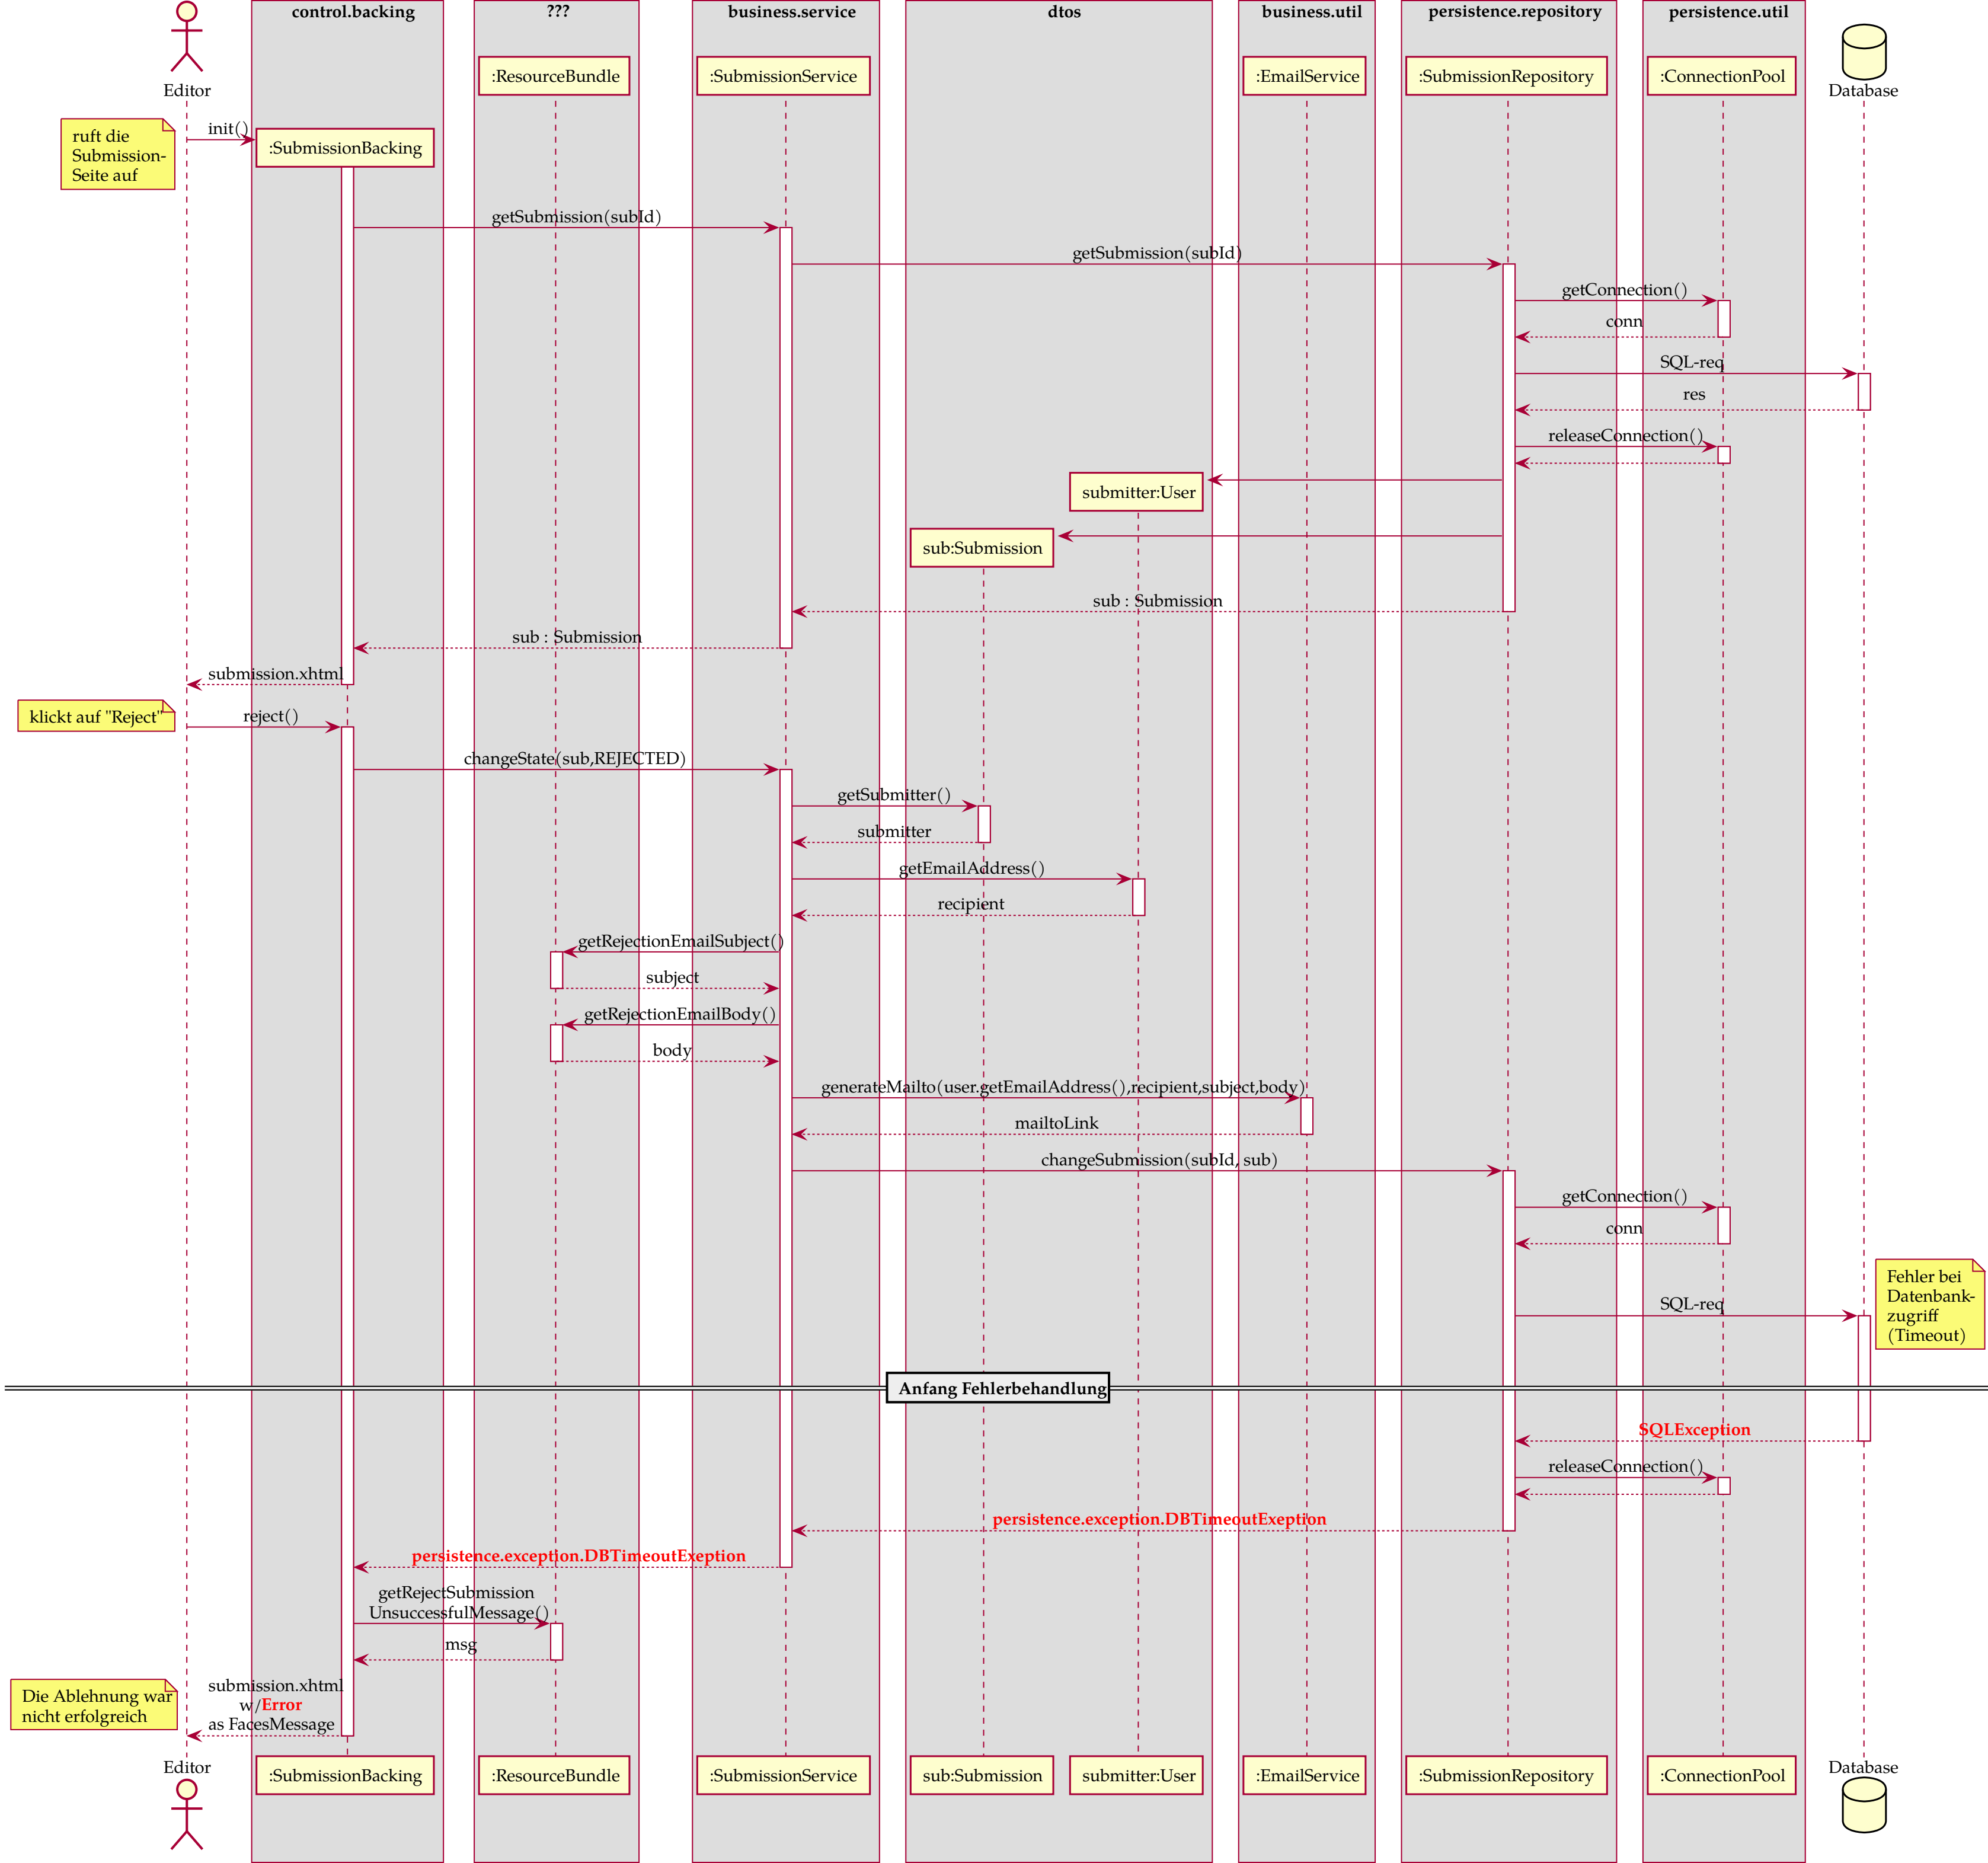 control.backing
???
business.service
dtos
business.util
persistence.repository
persistence.util
:ResourceBundle
:SubmissionService
:EmailService
:SubmissionRepository
:ConnectionPool
Editor
Database
ruft die
Submission-
Seite auf
init()
:SubmissionBacking
getSubmission(subId)
getSubmission(subId)
getConnection()
conn
SQL-req
res
releaseConnection()
submitter:User
sub:Submission
sub : Submission
sub : Submission
submission.xhtml
klickt auf "Reject"
reject()
changeState(sub,REJECTED)
getSubmitter()
submitter
getEmailAddress()
recipient
getRejectionEmailSubject()
subject
getRejectionEmailBody()
body
generateMailto(user.getEmailAddress(),recipient,subject,body)
mailtoLink
changeSubmission(subId, sub)
getConnection()
conn
Fehler bei
Datenbank-
zugriff
(Timeout)
SQL-req
Anfang Fehlerbehandlung
SQLException
releaseConnection()
persistence.exception.DBTimeoutExeption
persistence.exception.DBTimeoutExeption
getRejectSubmission
UnsuccessfulMessage()
msg
Die Ablehnung war
nicht erfolgreich
submission.xhtml
w/Error
as FacesMessage
Editor
:SubmissionBacking
:ResourceBundle
:SubmissionService
sub:Submission
submitter:User
:EmailService
:SubmissionRepository
:ConnectionPool
Database